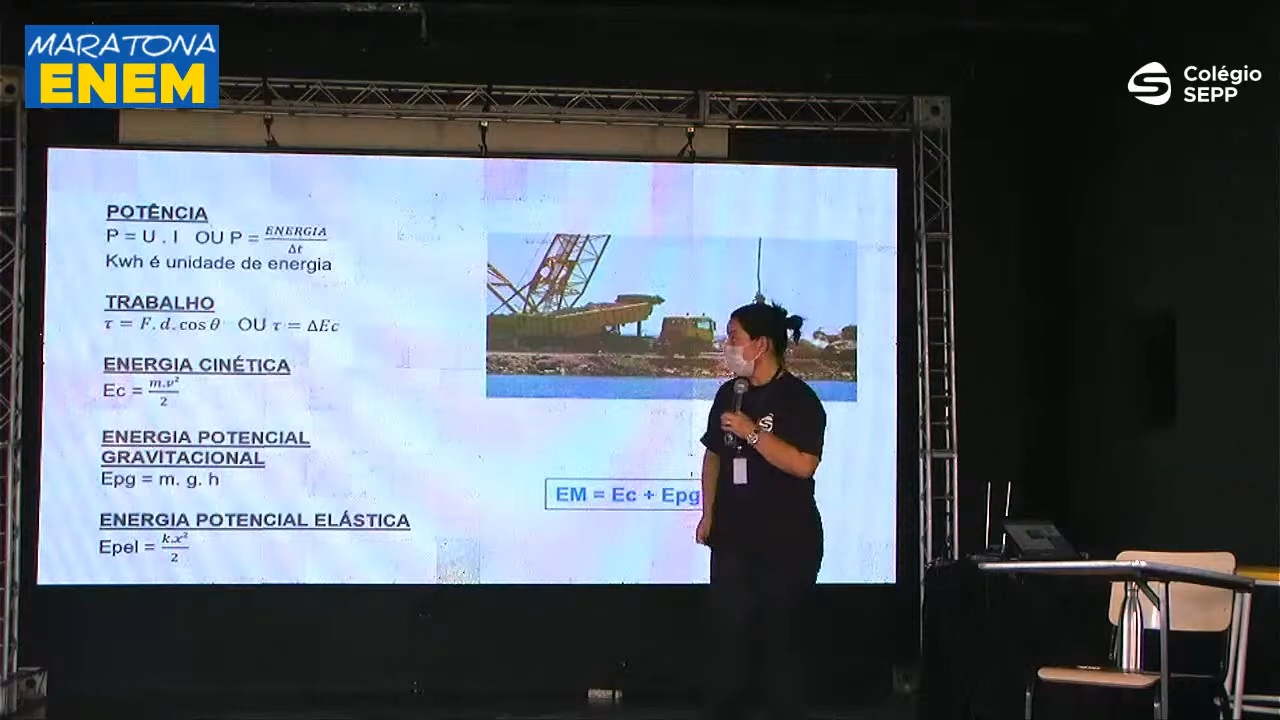 MARATONA
ENEM
Colégio
SEPP
POTÊNCIA
P = U . I OU P = ENERGIA/Δt
Kwh é unidade de energia
TRABALHO
τ = F. d. cos θ OU τ = ΔEc
ENERGIA CINÉTICA
Ec = m.v²/2
ENERGIA POTENCIAL
GRAVITACIONAL
Epg = m. g. h
ENERGIA POTENCIAL ELÁSTICA
Epel = k.x²/2
EM = Ec + Epg